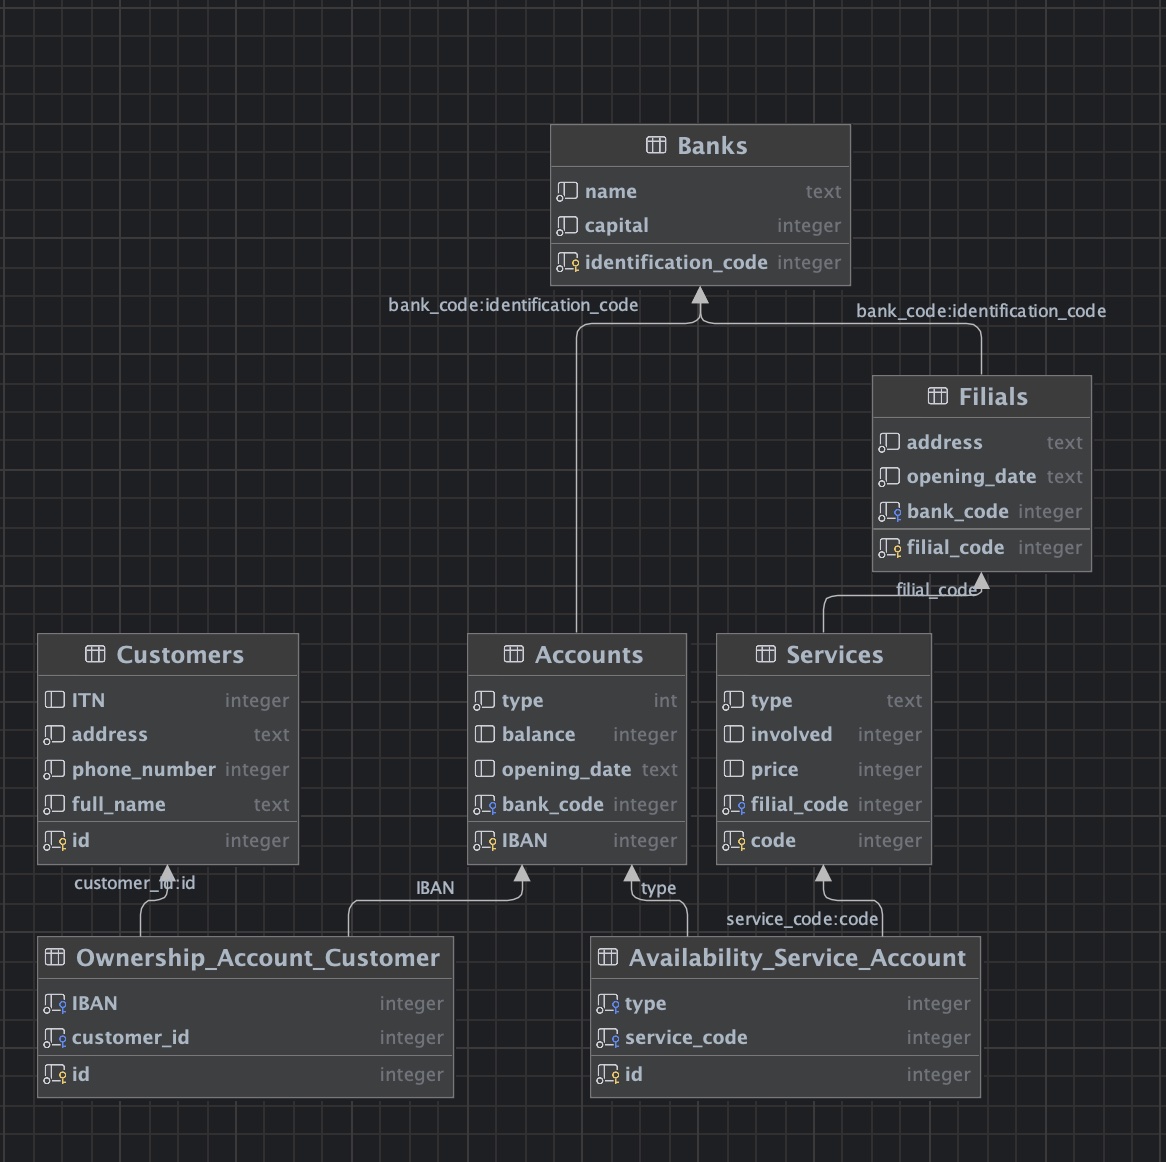 Banks
name text
capital integer
identification_code integer
bank_code:identification_code
bank_code:identification_code
Filials
address text
opening_date text
bank_code integer
filial_code integer
filial_code
Customers
ITN integer
address text
phone_number integer
full_name text
id integer
Accounts
type int
balance integer
opening_date text
bank_code integer
IBAN integer
Services
type text
involved integer
price integer
filial_code integer
code integer
customer_id:id
IBAN
type
service_code:code
Ownership_Account_Customer
IBAN integer
customer_id integer
id integer
Availability_Service_Account
type integer
service_code integer
id integer